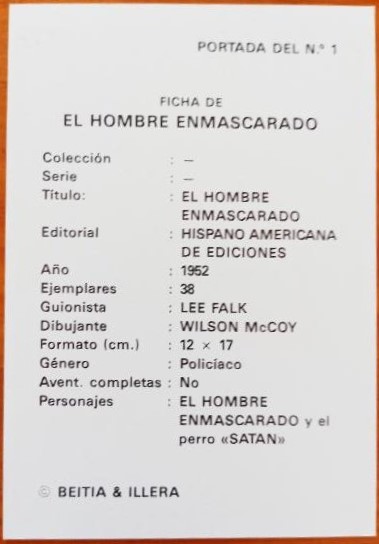 PORTADA DEL N.º 1
FICHA DE
EL HOMBRE ENMASCARADO
Colección : —
Serie : —
Título: : EL HOMBRE
ENMASCARADO
Editorial : HISPANO AMERICANA
DE EDICIONES
Año : 1952
Ejemplares : 38
Guionista : LEE FALK
Dibujante : WILSON McCOY
Formato (cm.) : 12 × 17
Género : Policíaco
Avent. completas : No
Personajes : EL HOMBRE
ENMASCARADO y el
perro «SATAN»
© BEITIA & ILLERA